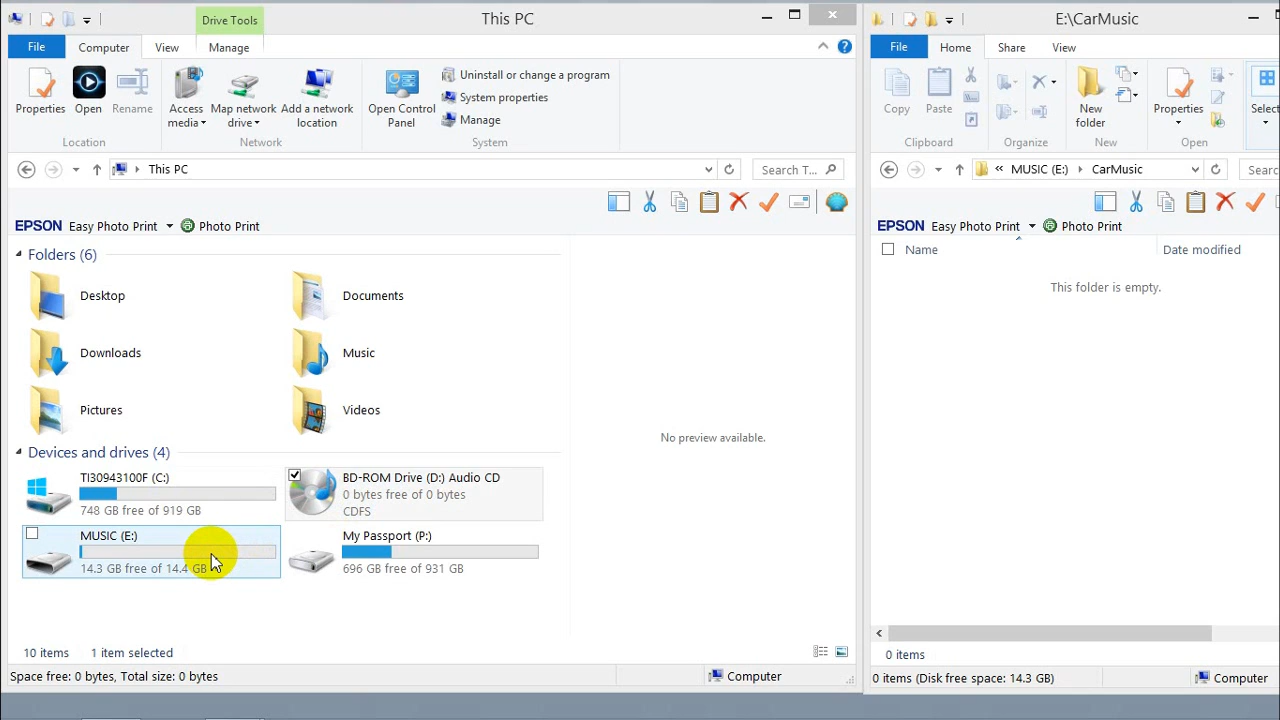 Drive Tools
This PC
File
Computer
View
Manage
Properties
Open
Rename
Access media
Map network drive
Add a network location
Open Control Panel
Uninstall or change a program
System properties
Manage
Location
Network
System
This PC
Search T...
EPSON Easy Photo Print
Photo Print
Folders (6)
Desktop
Documents
Downloads
Music
Pictures
Videos
Devices and drives (4)
TI30943100F (C:)
748 GB free of 919 GB
BD-ROM Drive (D:) Audio CD
0 bytes free of 0 bytes
CDFS
MUSIC (E:)
14.3 GB free of 14.4 GB
My Passport (P:)
696 GB free of 931 GB
No preview available.
10 items
1 item selected
Space free: 0 bytes, Total size: 0 bytes
Computer
E:\CarMusic
File
Home
Share
View
Copy
Paste
New folder
Properties
Open
Selec
Clipboard
Organize
New
MUSIC (E:)
CarMusic
Searc
EPSON Easy Photo Print
Photo Print
Name
Date modified
This folder is empty.
0 items
0 items (Disk free space: 14.3 GB)
Computer